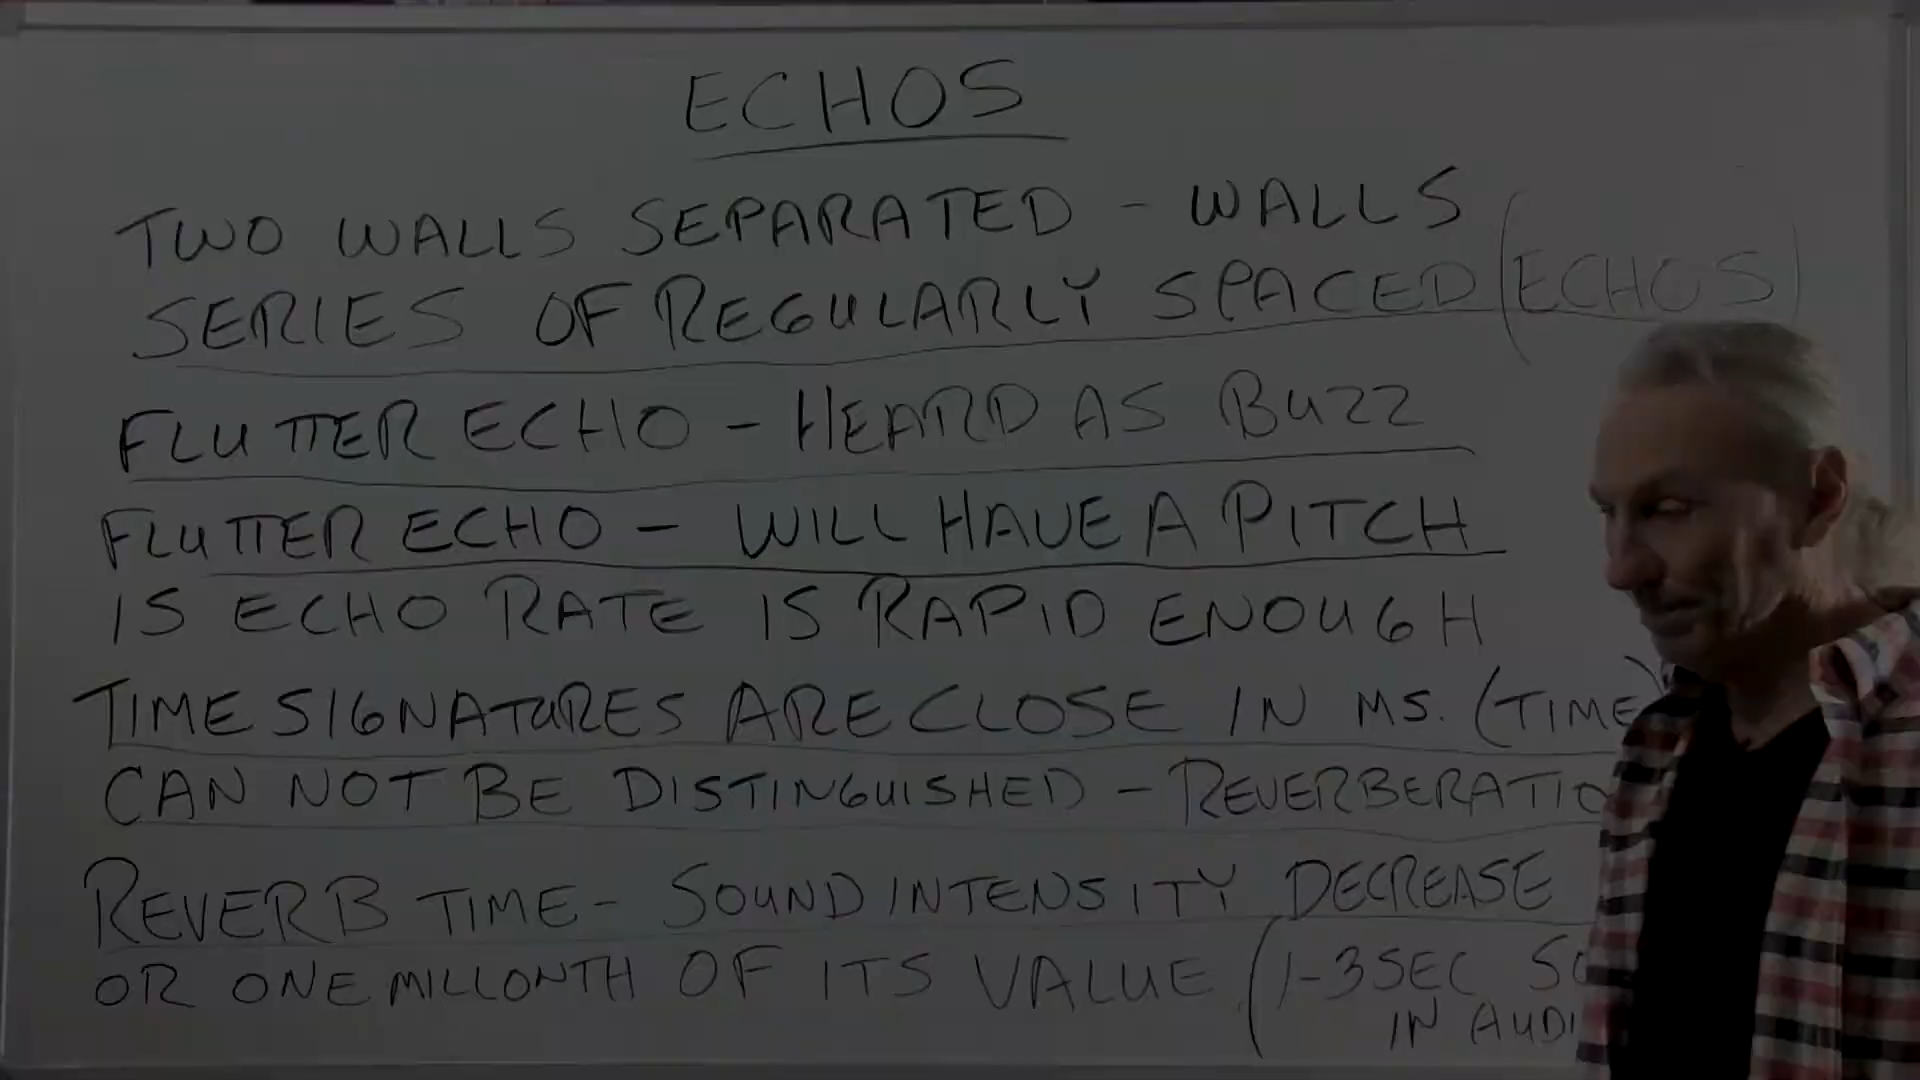 ECHOS
TWO WALLS SEPARATED - WALLS
SERIES OF REGULARLY SPACED (ECHOS)
FLUTTER ECHO - HEARD AS BUZZ
FLUTTER ECHO - WILL HAVE A PITCH
IS ECHO RATE IS RAPID ENOUGH
TIME SIGNATURES ARE CLOSE IN MS. (TIME)
CAN NOT BE DISTINGUISHED - REVERBERATIO
REVERB TIME - SOUND INTENSITY DECREASE
OR ONE MILLONTH OF ITS VALUE (1-3 SEC
IN AUDI